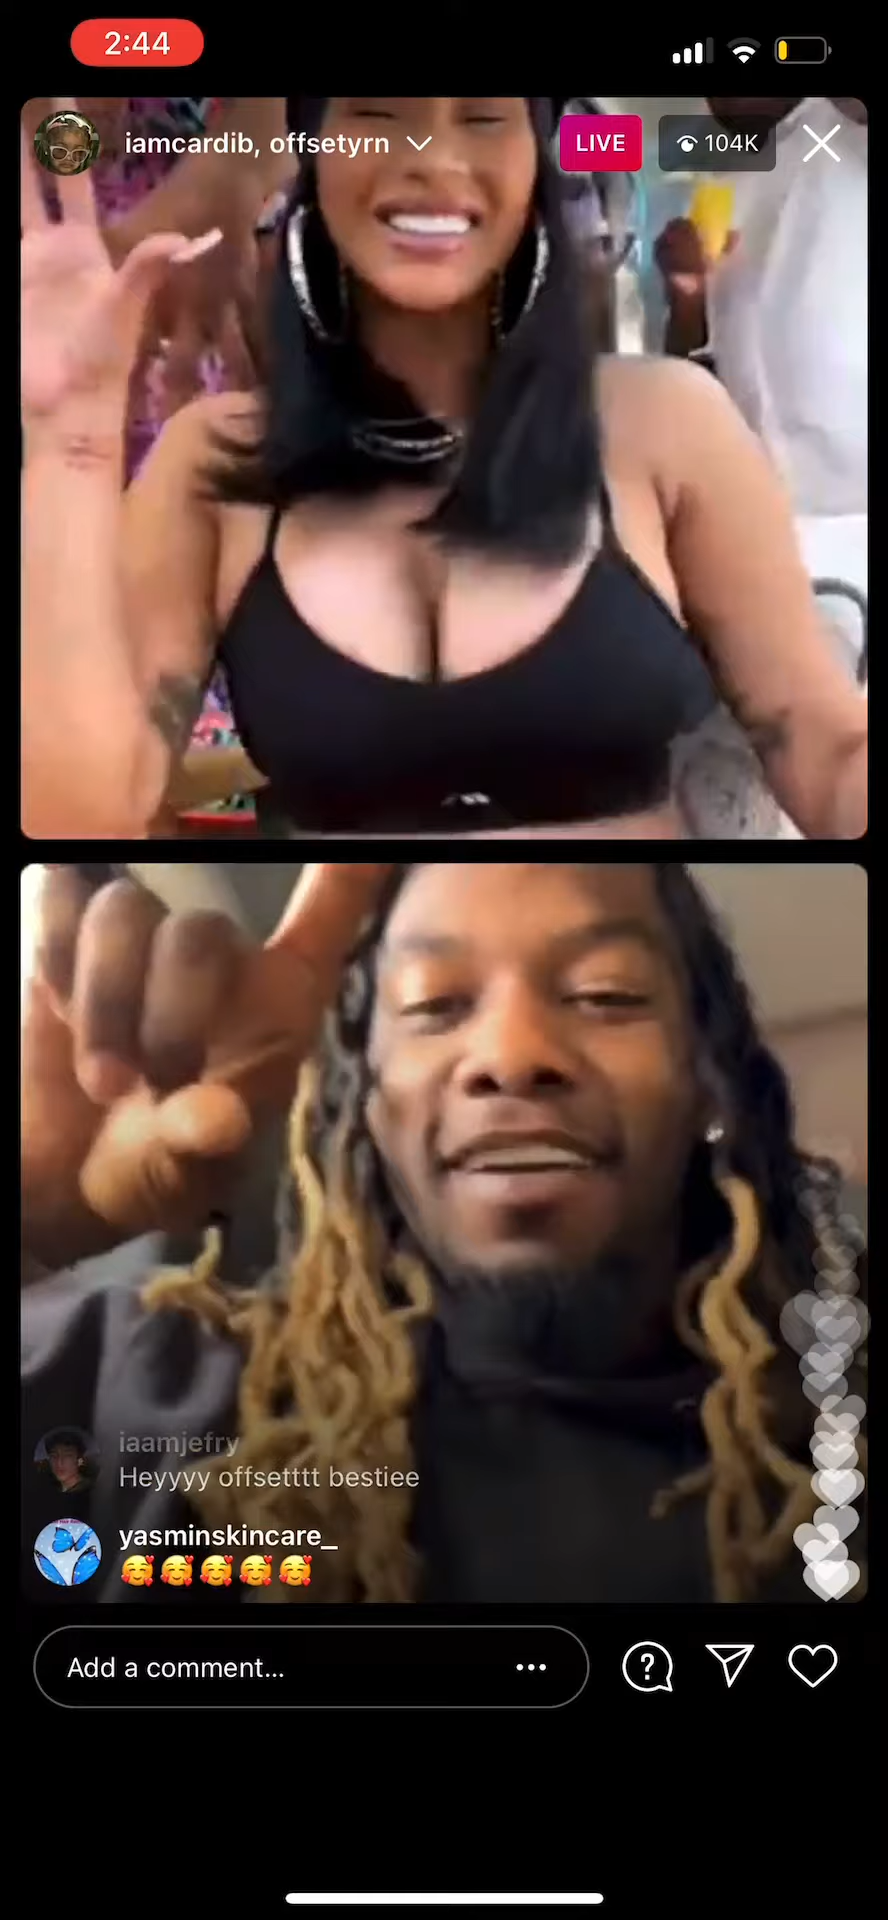 2:44
iamcardib, offsetyrn
LIVE
104K
iaamjefry
Heyyyy offsetttt bestiee
yasminskincare_
🥰🥰🥰🥰🥰
Add a comment...